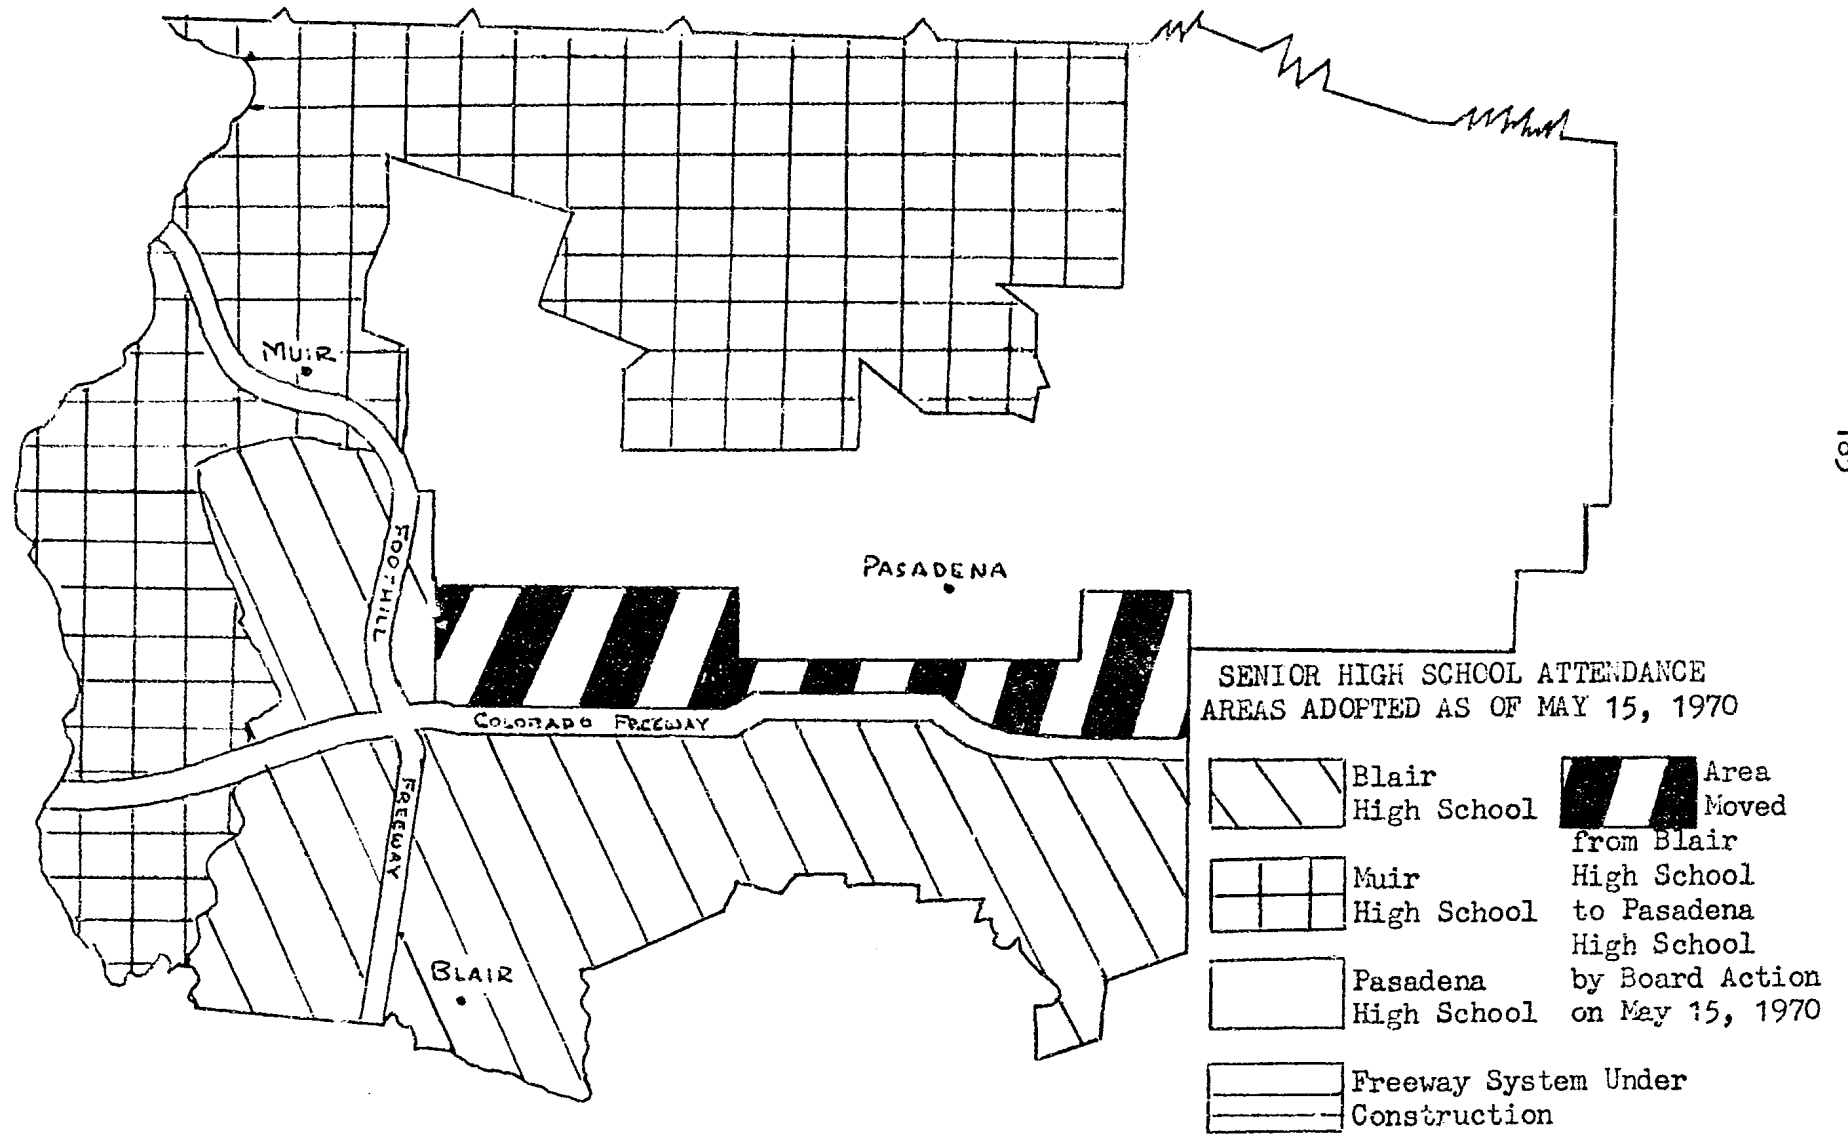 MUIR
FOOTHILL
PASADENA
COLORADO FREEWAY
FREEWAY
BLAIR
SENIOR HIGH SCHOOL ATTENDANCE
AREAS ADOPTED AS OF MAY 15, 1970
Blair
High School
Muir
High School
Pasadena
High School
Freeway System Under
Construction
Area
Moved
from Blair
High School
to Pasadena
High School
by Board Action
on May 15, 1970